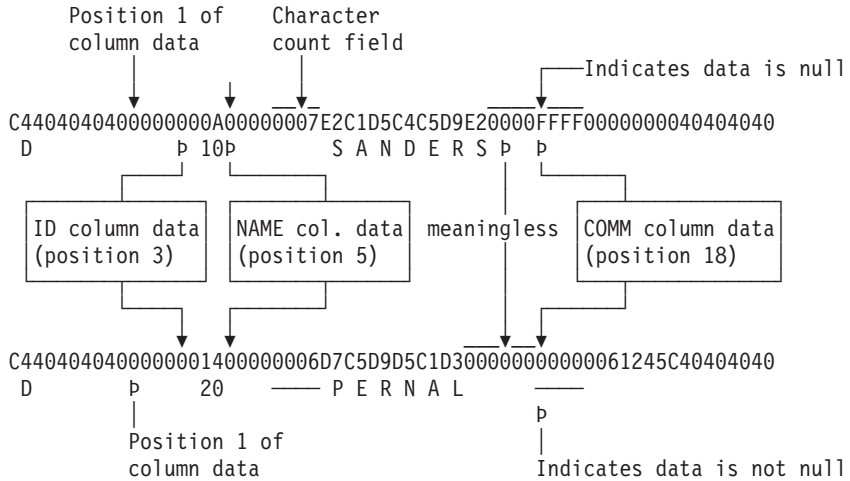 Position 1 of
column data
Character
count field
Indicates data is null
C4404040400000000A00000007E2C1D5C4C5D9E20000FFFF0000000040404040
D Þ 10Þ S A N D E R S Þ Þ
ID column data
(position 3)
NAME col. data
(position 5)
meaningless
COMM column data
(position 18)
C4404040400000001400000006D7C5D9D5C1D300000000000061245C40404040
D Þ 20 P E R N A L
Þ
Position 1 of
column data
Indicates data is not null